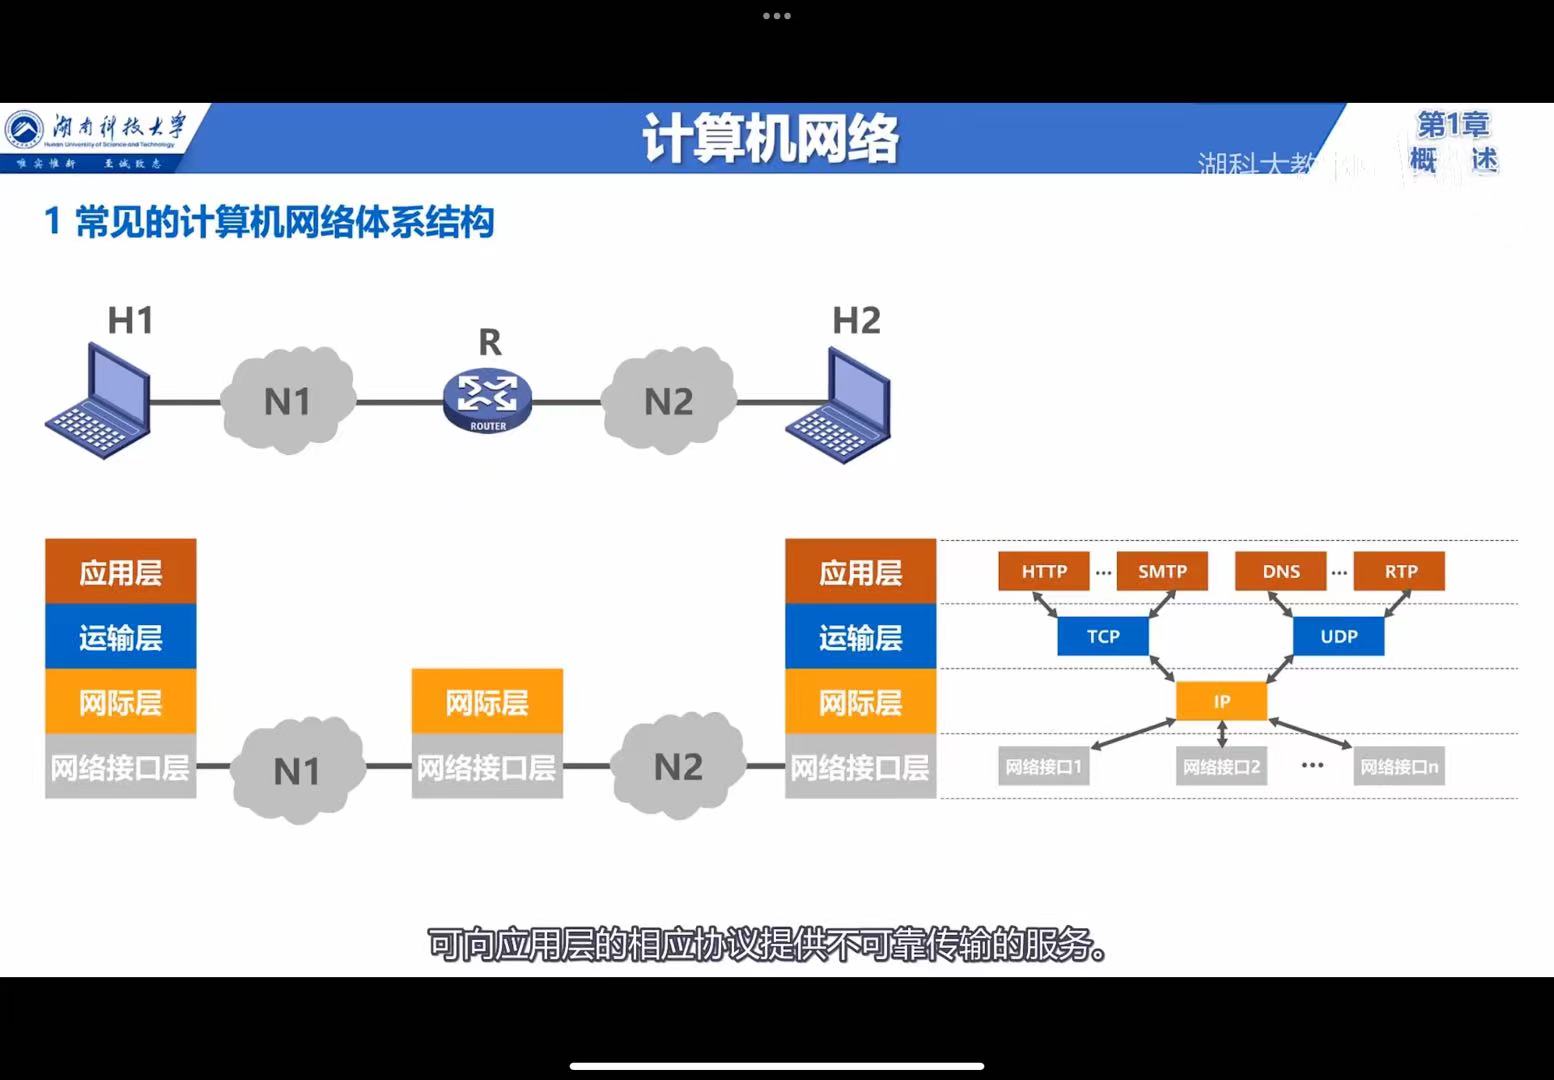 湖南科技大学
Hunan University of Science and Technology
唯实惟新 至诚致志
计算机网络
第1章
概 述
湖科大教
1 常见的计算机网络体系结构
H1
R
H2
N1
ROUTER
N2
应用层
运输层
网际层
网络接口层
N1
网际层
网络接口层
N2
应用层
运输层
网际层
网络接口层
HTTP ... SMTP DNS ... RTP
TCP UDP
IP
网络接口1 网络接口2 ... 网络接口n
可向应用层的相应协议提供不可靠传输的服务。